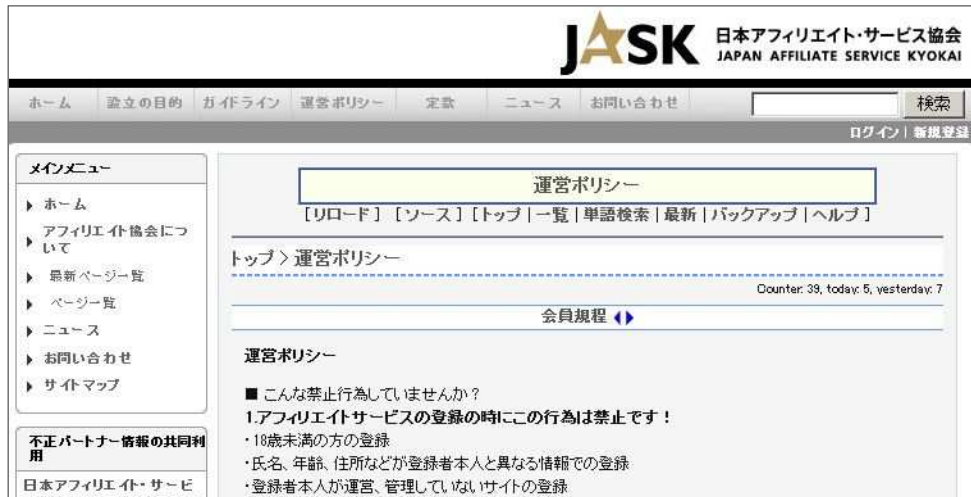 JASK 日本アフィリエイト・サービス協会
JAPAN AFFILIATE SERVICE KYOKAI
ホーム 設立の目的 ガイドライン 運営ポリシー 定款 ニュース お問い合わせ 検索
ログイン | 新規登録
メインメニュー
ホーム
アフィリエイト協会につ
いて
最新ページ一覧
ページ一覧
ニュース
お問い合わせ
サイトマップ
不正パートナー情報の共同利
用
日本アフィリエイト・サービ
運営ポリシー
[リロード] [ソース] [トップ | 一覧 | 単語検索 | 最新 | バックアップ | ヘルプ ]
トップ > 運営ポリシー
Counter: 39, today: 5, yesterday: 7
会員規程
運営ポリシー
■ こんな禁止行為していませんか？
1.アフィリエイトサービスの登録の時にこの行為は禁止です！
・18歳未満の方の登録
・氏名、年齢、住所などが登録者本人と異なる情報での登録
・登録者本人が運営、管理していないサイトの登録